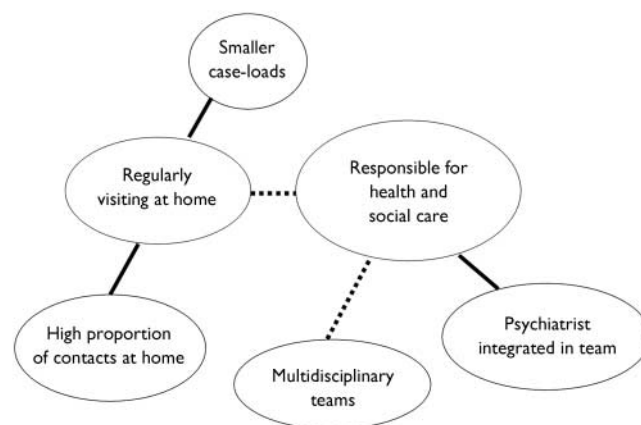 Smaller
case-loads
Regularly
visiting at home
Responsible for
health and
social care
High proportion
of contacts at home
Multidisciplinary
teams
Psychiatrist
integrated in team